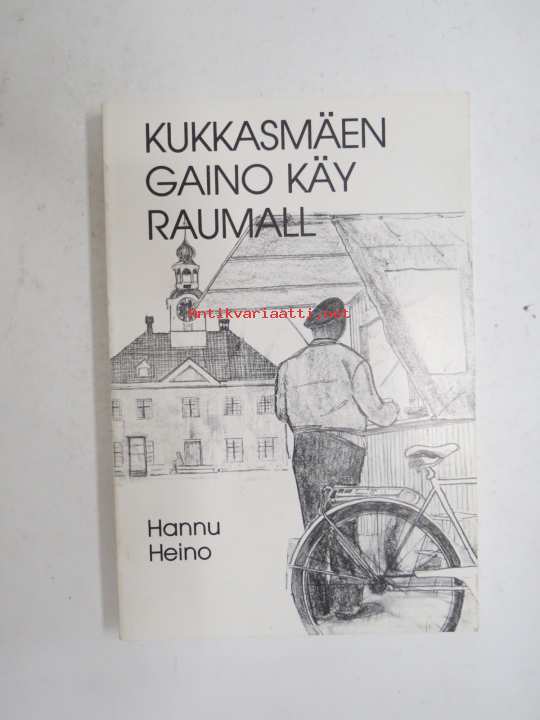 KUKKASMÄEN
GAINO KÄY
RAUMALL
Antikvariaatti.net
Hannu
Heino